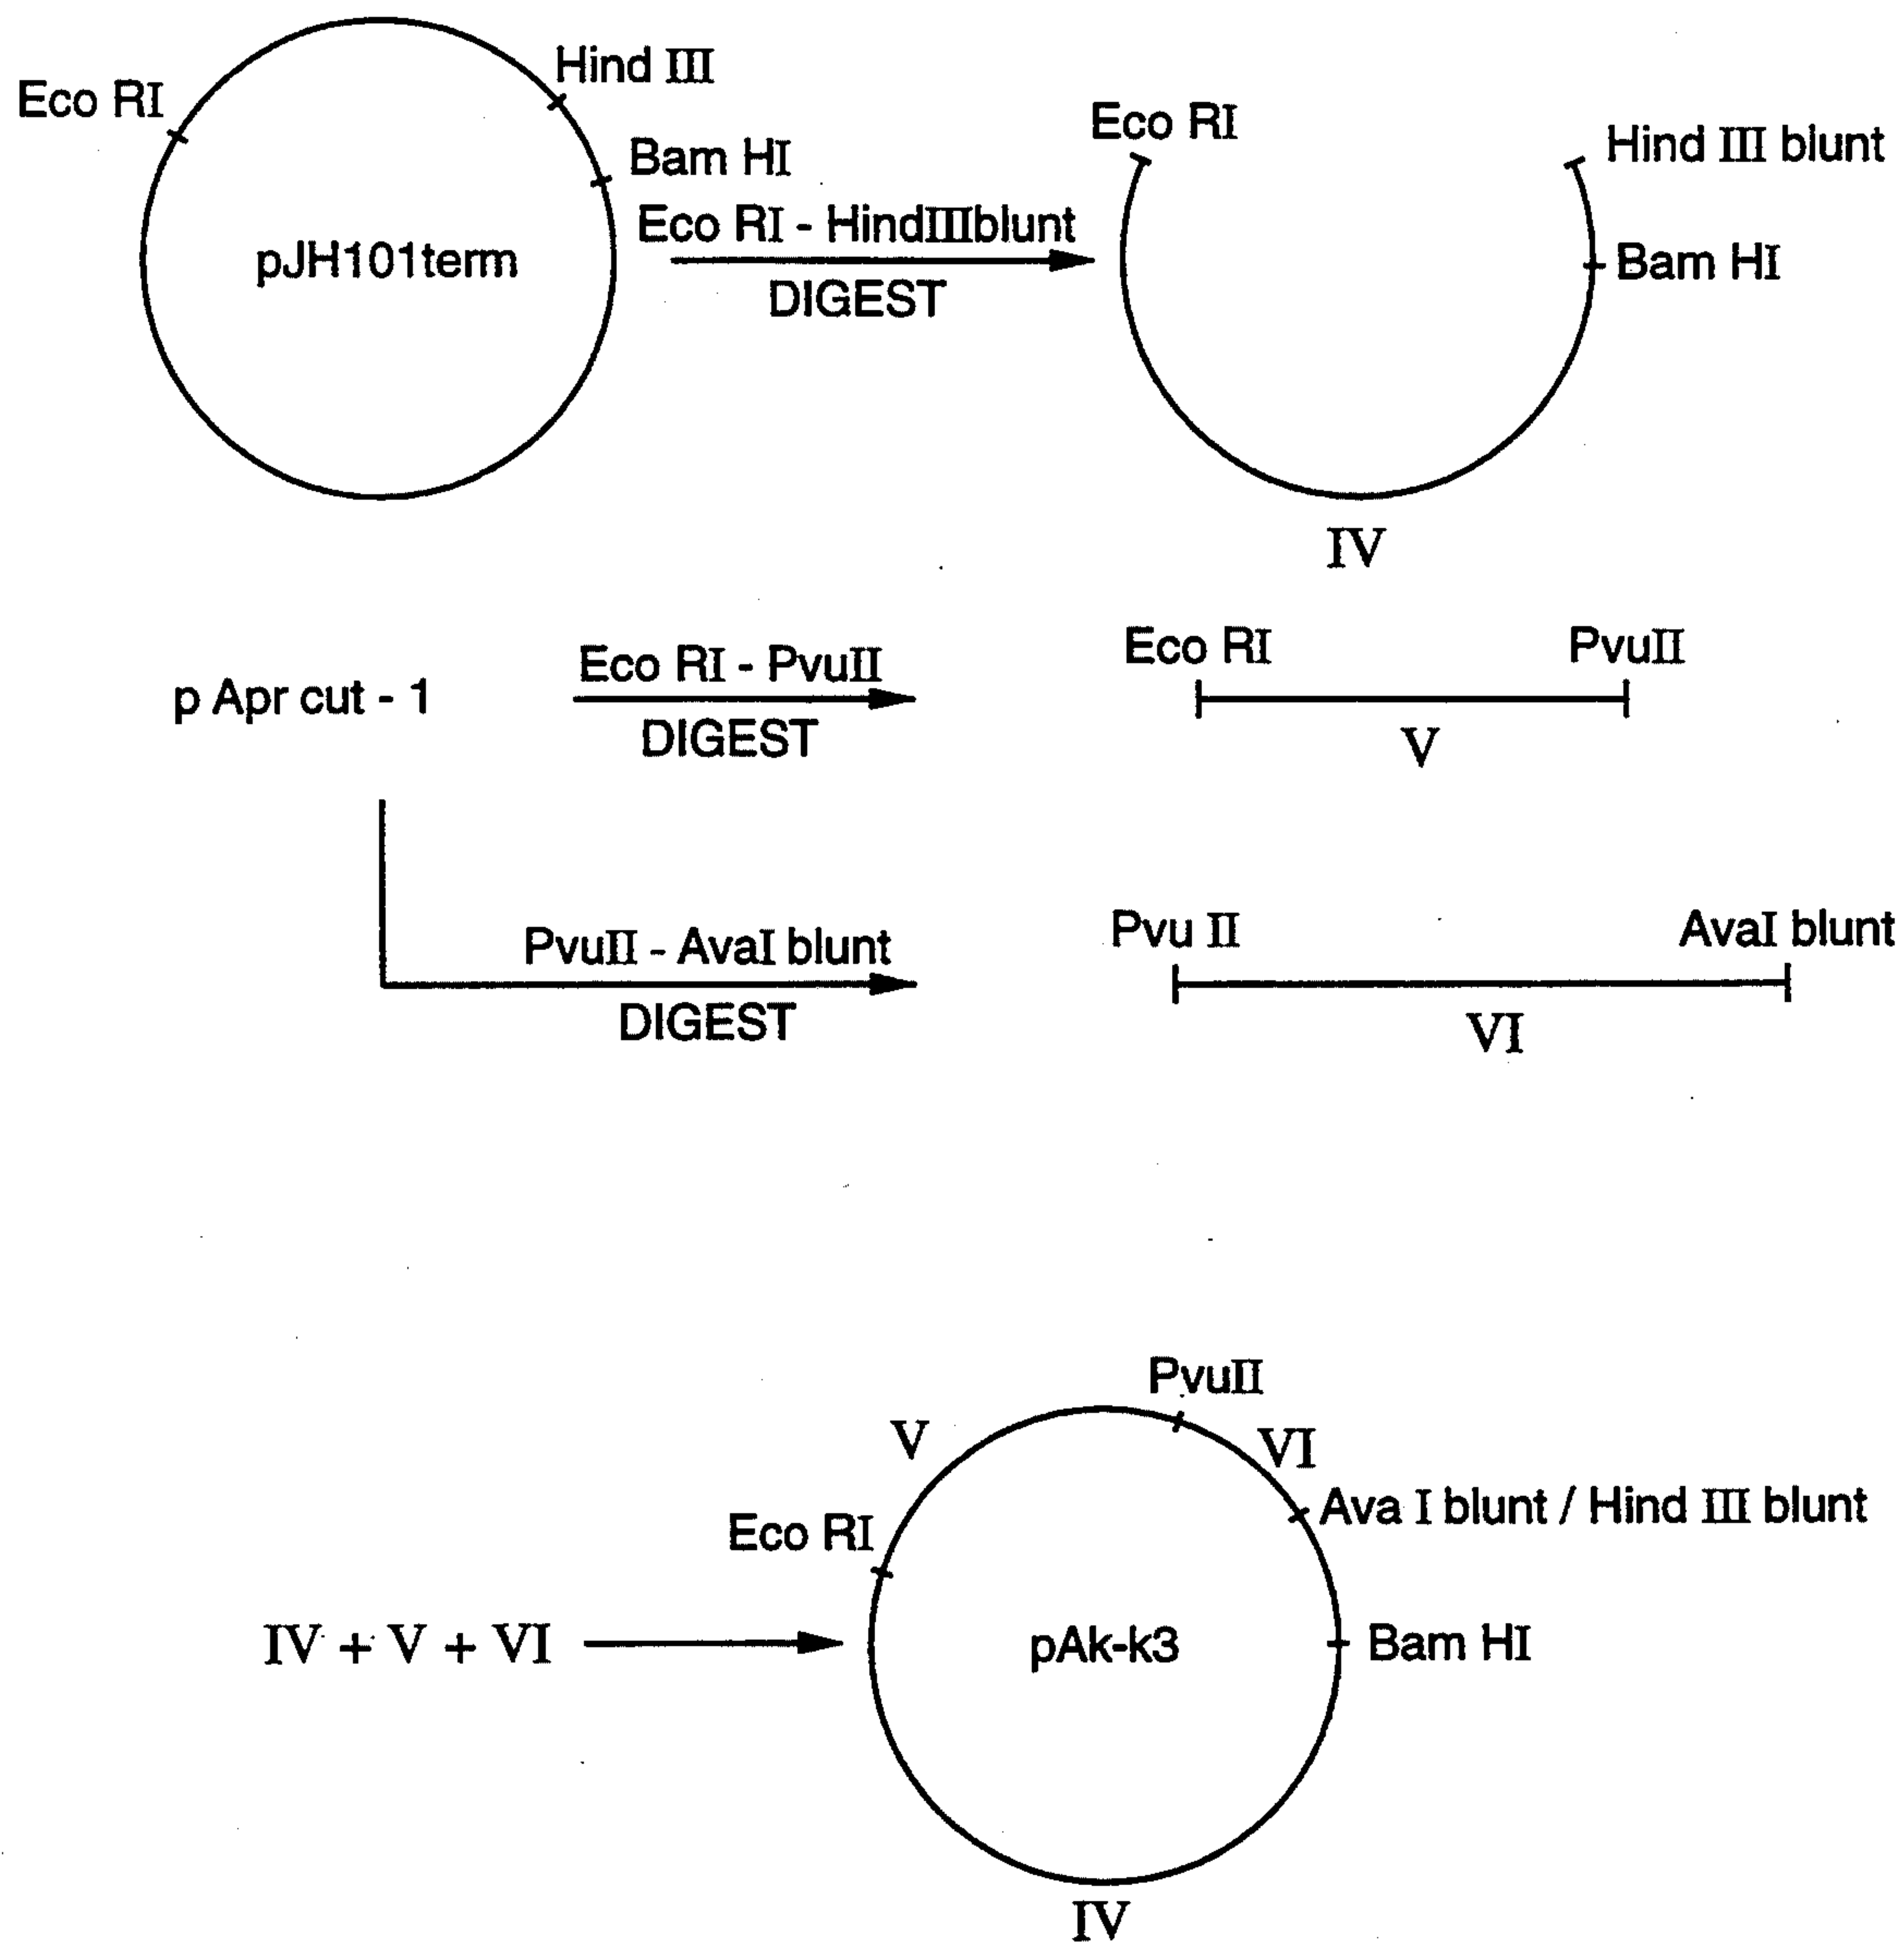 Hind III
Eco RI
Bam HI
pJH101term
Eco RI - HindIIIblunt
DIGEST
Eco RI
Hind III blunt
Bam HI
IV
p Apr cut - 1
Eco RI - PvuII
DIGEST
Eco RI
PvuII
V
PvuII - AvaI blunt
DIGEST
Pvu II
AvaI blunt
VI
IV + V + VI
PvuII
V
VI
Ava I blunt / Hind III blunt
Eco RI
pAk-k3
Bam HI
IV